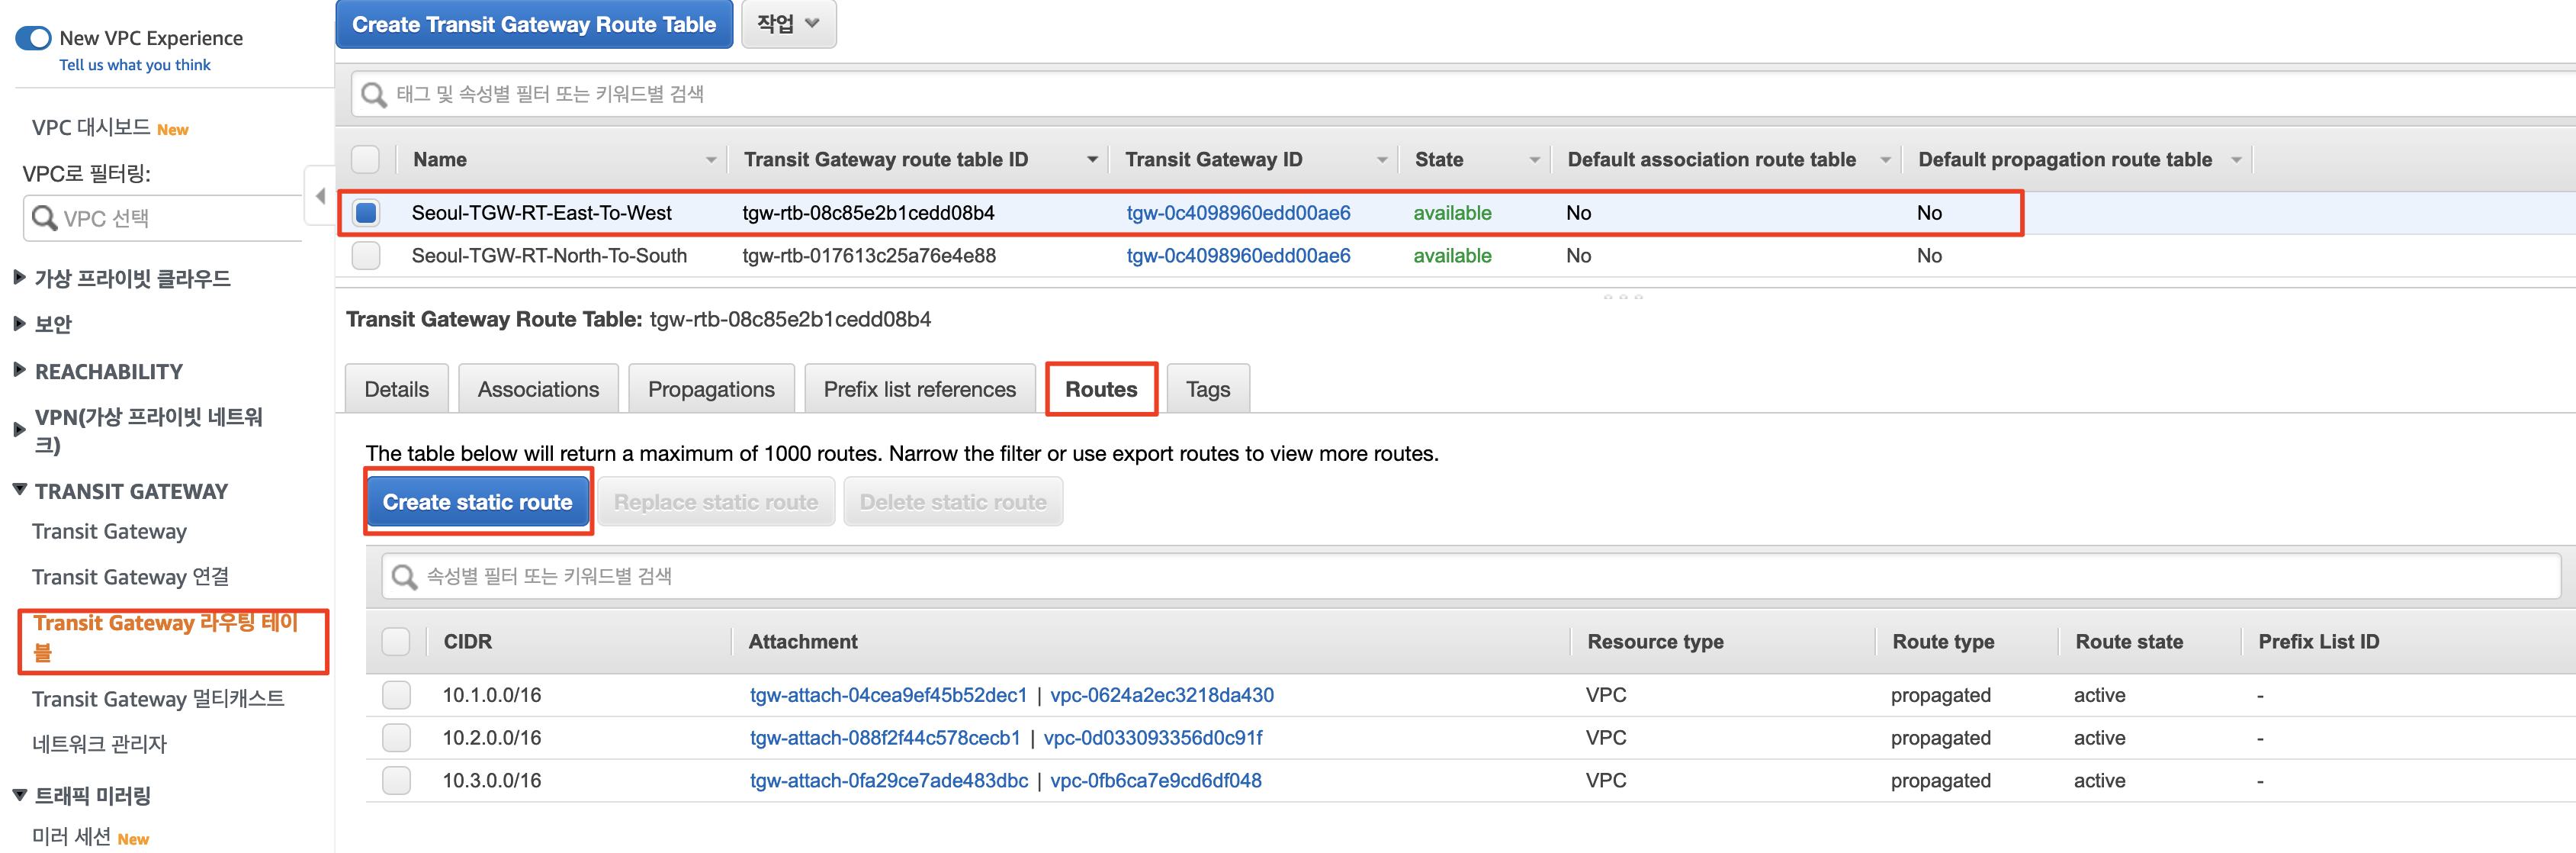 New VPC Experience
Tell us what you think
VPC 대시보드 New
VPC로 필터링:
VPC 선택
가상 프라이빗 클라우드
보안
REACHABILITY
VPN(가상 프라이빗 네트워
크)
TRANSIT GATEWAY
Transit Gateway
Transit Gateway 연결
Transit Gateway 라우팅 테이
블
Transit Gateway 멀티캐스트
네트워크 관리자
트래픽 미러링
미러 세션 New
Create Transit Gateway Route Table 작업
태그 및 속성별 필터 또는 키워드별 검색
Name Transit Gateway route table ID Transit Gateway ID State Default association route table Default propagation route table
Seoul-TGW-RT-East-To-West tgw-rtb-08c85e2b1cedd08b4 tgw-0c4098960edd00ae6 available No No
Seoul-TGW-RT-North-To-South tgw-rtb-017613c25a76e4e88 tgw-0c4098960edd00ae6 available No No
Transit Gateway Route Table: tgw-rtb-08c85e2b1cedd08b4
Details Associations Propagations Prefix list references Routes Tags
The table below will return a maximum of 1000 routes. Narrow the filter or use export routes to view more routes.
Create static route Replace static route Delete static route
속성별 필터 또는 키워드별 검색
CIDR Attachment Resource type Route type Route state Prefix List ID
10.1.0.0/16 tgw-attach-04cea9ef45b52dec1 | vpc-0624a2ec3218da430 VPC propagated active -
10.2.0.0/16 tgw-attach-088f2f44c578cecb1 | vpc-0d033093356d0c91f VPC propagated active -
10.3.0.0/16 tgw-attach-0fa29ce7ade483dbc | vpc-0fb6ca7e9cd6df048 VPC propagated active -